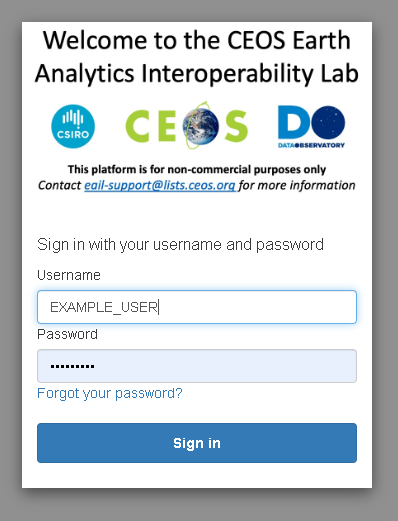 Welcome to the CEOS Earth
Analytics Interoperability Lab
CSIRO
CEOS
DO
DATA OBSERVATORY
This platform is for non-commercial purposes only
Contact eail-support@lists.ceos.org for more information
Sign in with your username and password
Username
EXAMPLE_USER
Password
•••••••••
Forgot your password?
Sign in